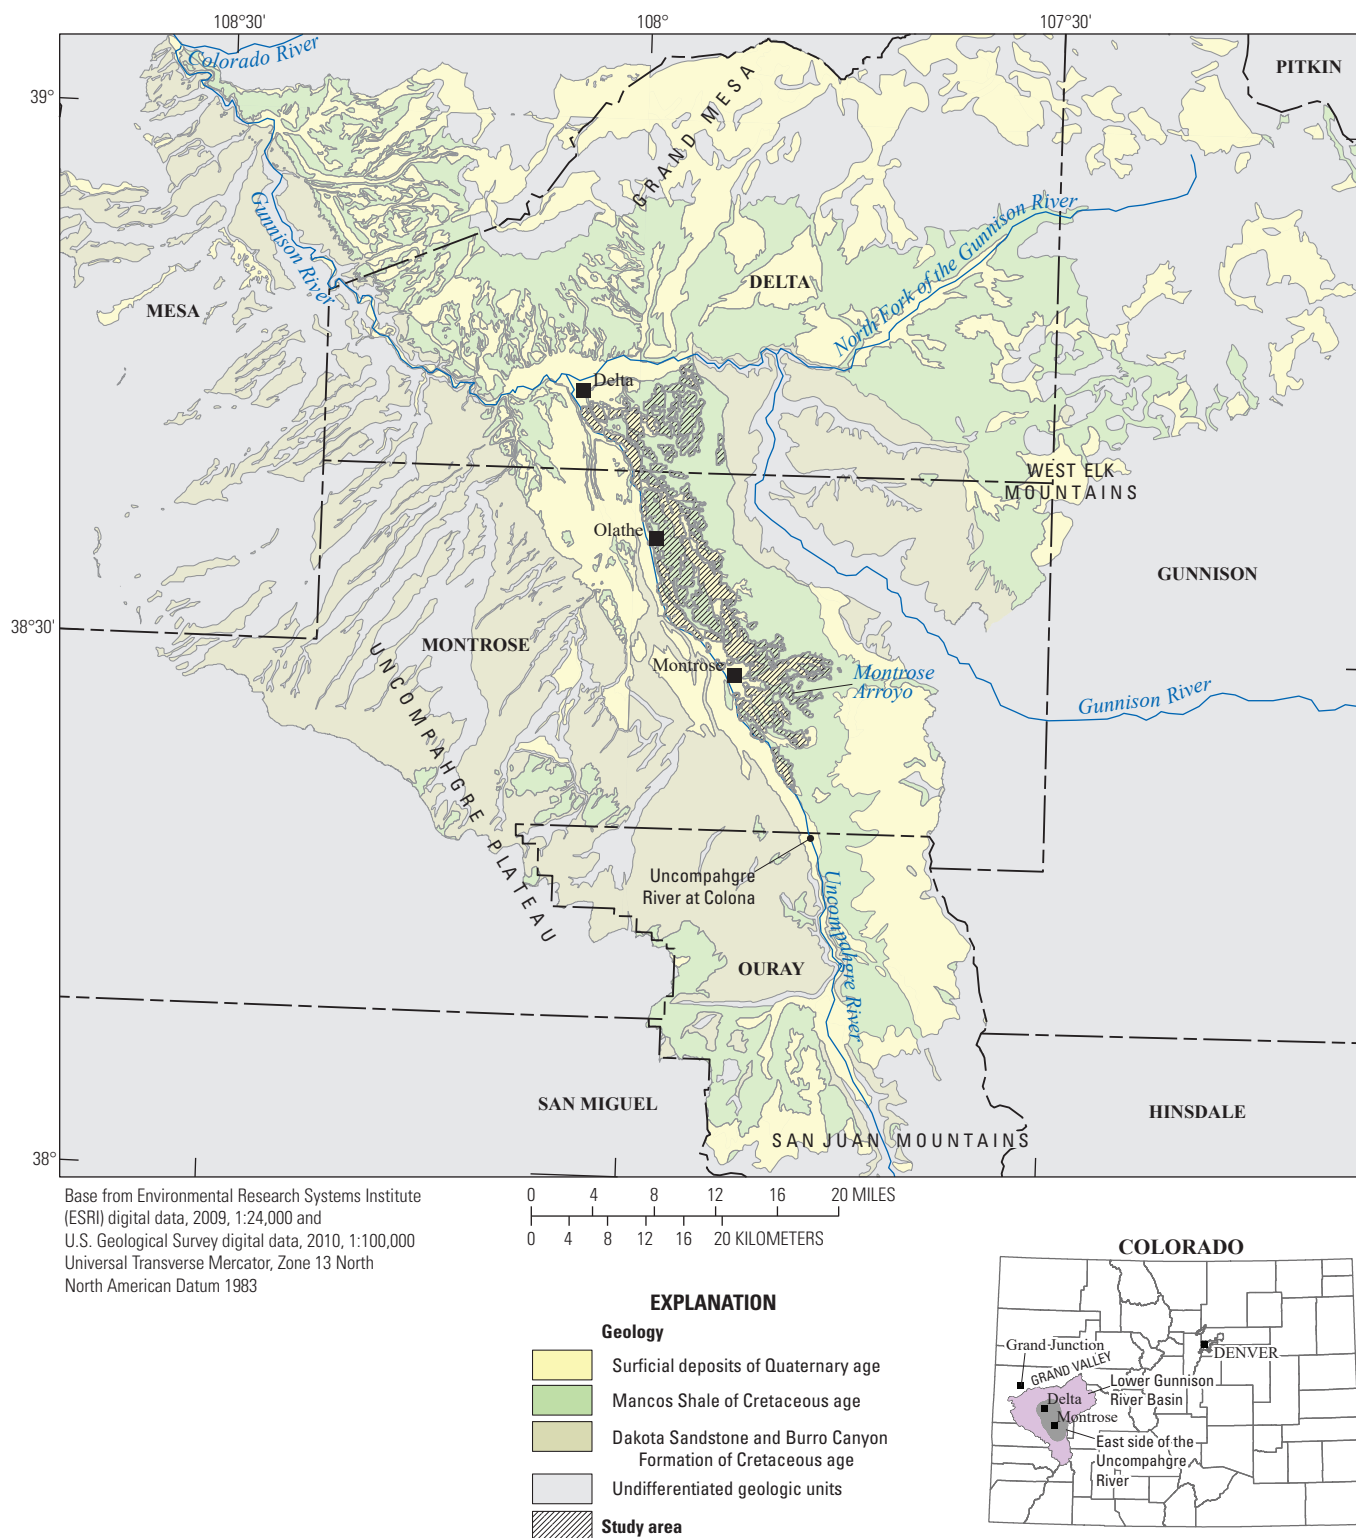 108°30'
108°
107°30'
Colorado River
PITKIN
39°
GRAND MESA
Gunnison River
North Fork of the Gunnison River
DELTA
MESA
Delta
WEST ELK
MOUNTAINS
Olathe
GUNNISON
38°30'
MONTROSE
UNCOMPAHGRE PLATEAU
Montrose
Montrose
Arroyo
Gunnison River
Uncompahgre
River at Colona
Uncompahgre River
OURAY
SAN MIGUEL
HINSDALE
SAN JUAN MOUNTAINS
38°
Base from Environmental Research Systems Institute
(ESRI) digital data, 2009, 1:24,000 and
U.S. Geological Survey digital data, 2010, 1:100,000
Universal Transverse Mercator, Zone 13 North
North American Datum 1983
0 4 8 12 16 20 MILES
0 4 8 12 16 20 KILOMETERS
EXPLANATION
Geology
Surficial deposits of Quaternary age
Mancos Shale of Cretaceous age
Dakota Sandstone and Burro Canyon
Formation of Cretaceous age
Undifferentiated geologic units
Study area
COLORADO
Grand Junction
GRAND VALLEY
DENVER
Lower Gunnison
River Basin
Delta
Montrose
East side of the
Uncompahgre
River